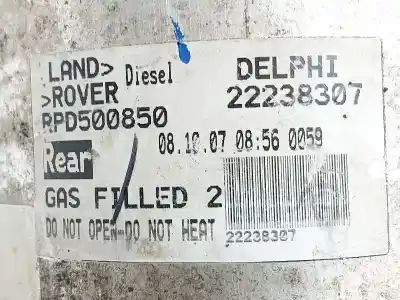 LAND> Diesel DELPHI
>ROVER 22238307
RPD500850
Rear 08.10.07 08:56 0059
GAS FILLED 2
DO NOT OPEN-DO NOT HEAT 22238307